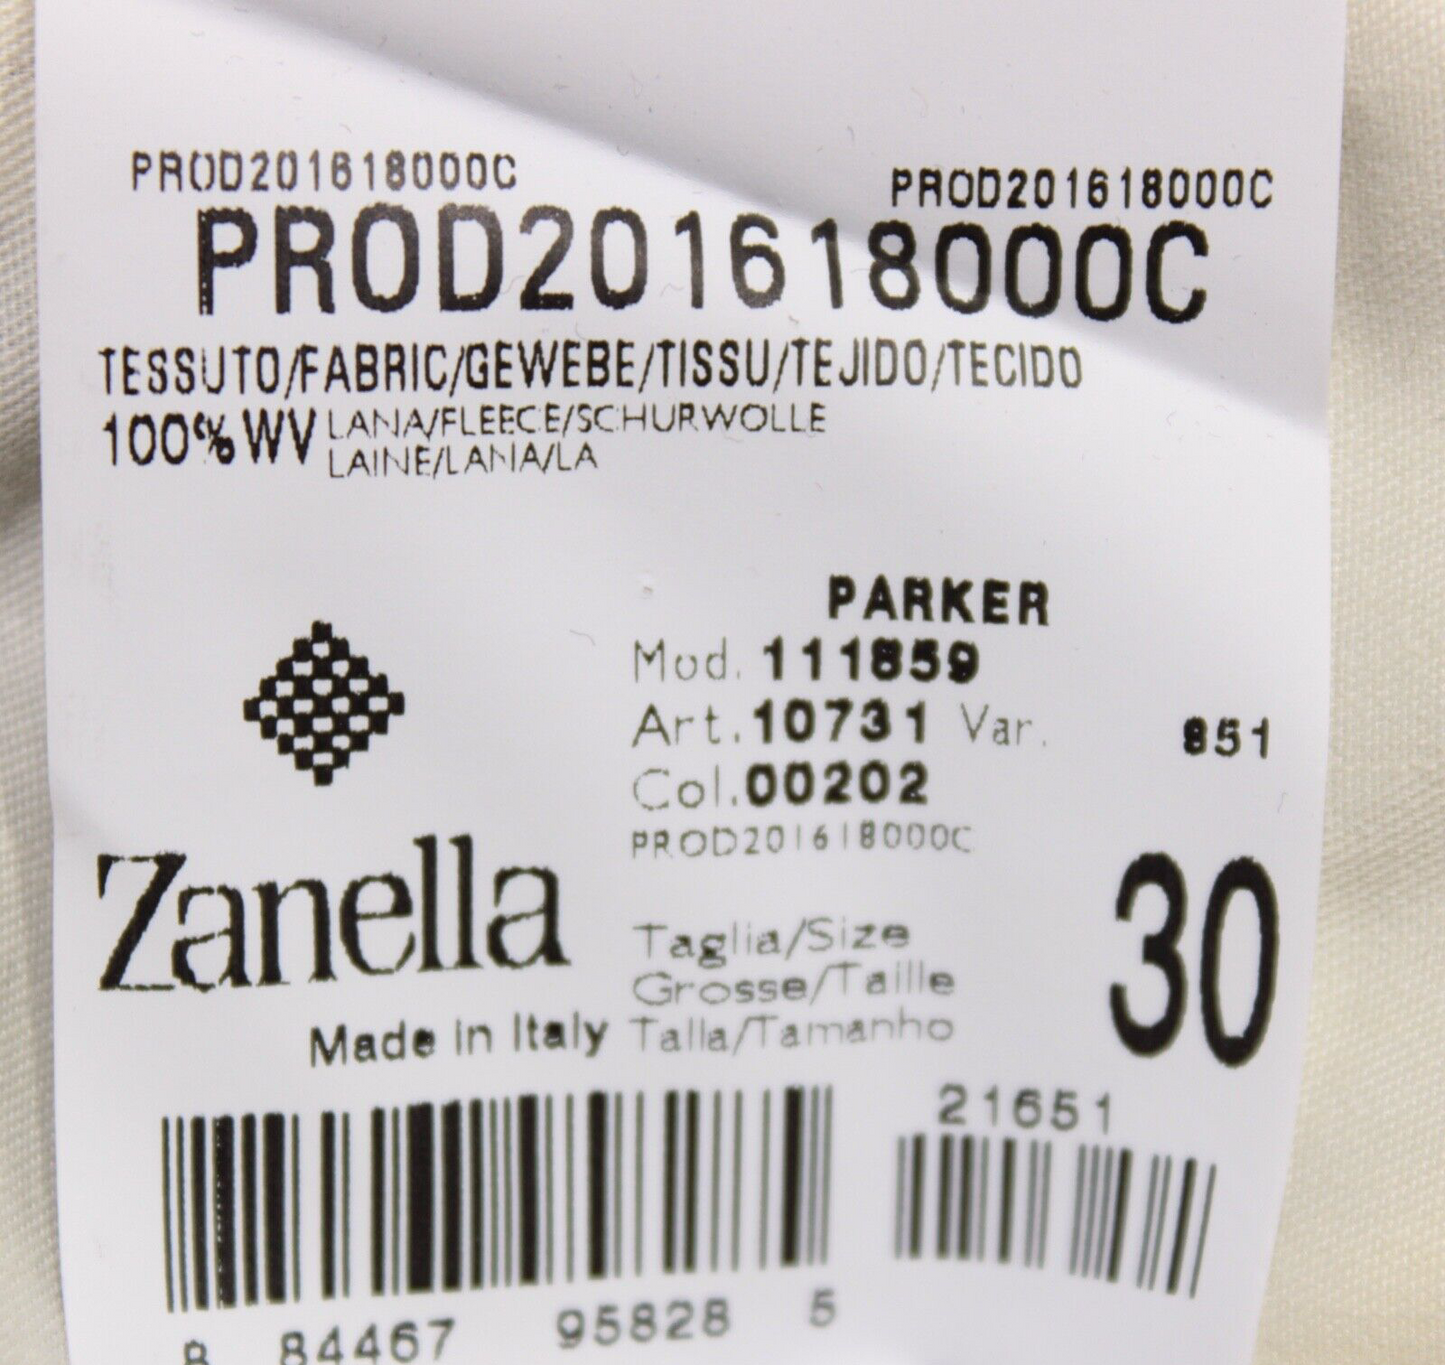 PROD201618000C PROD201618000C
PROD201618000C
TESSUTO/FABRIC/GEWEBE/TISSU/TEJIDO/TECIDO
100% WV LANA/FLEECE/SCHURWOLLE
LAINE/LANA/LA
PARKER
Mod. 111859
Art. 10731 Var. 851
Col. 00202
PROD201618000C
Zanella
Made in Italy
Taglia/Size
Grosse/Taille
Talla/Tamanho
30
21651
8 84467 95828 5